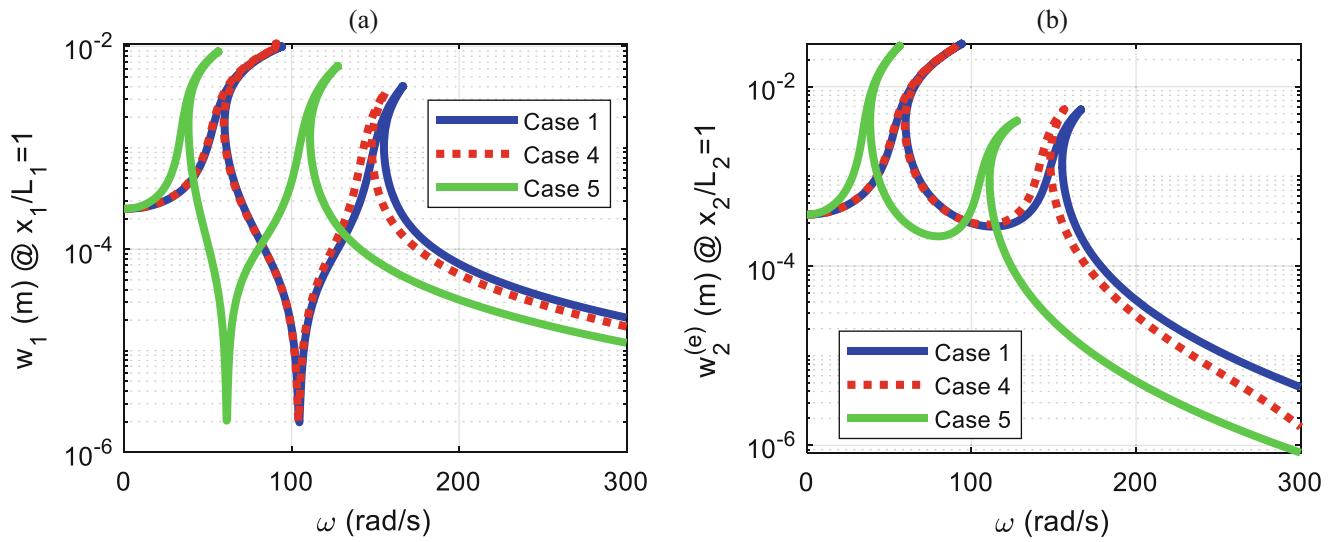 (a)
10^-2
10^-4
10^-6
w_1 (m) @ x_1/L_1=1
0
100
200
300
ω (rad/s)
Case 1
Case 4
Case 5
(b)
10^-2
10^-4
10^-6
w_2^(e) (m) @ x_2/L_2=1
0
100
200
300
ω (rad/s)
Case 1
Case 4
Case 5